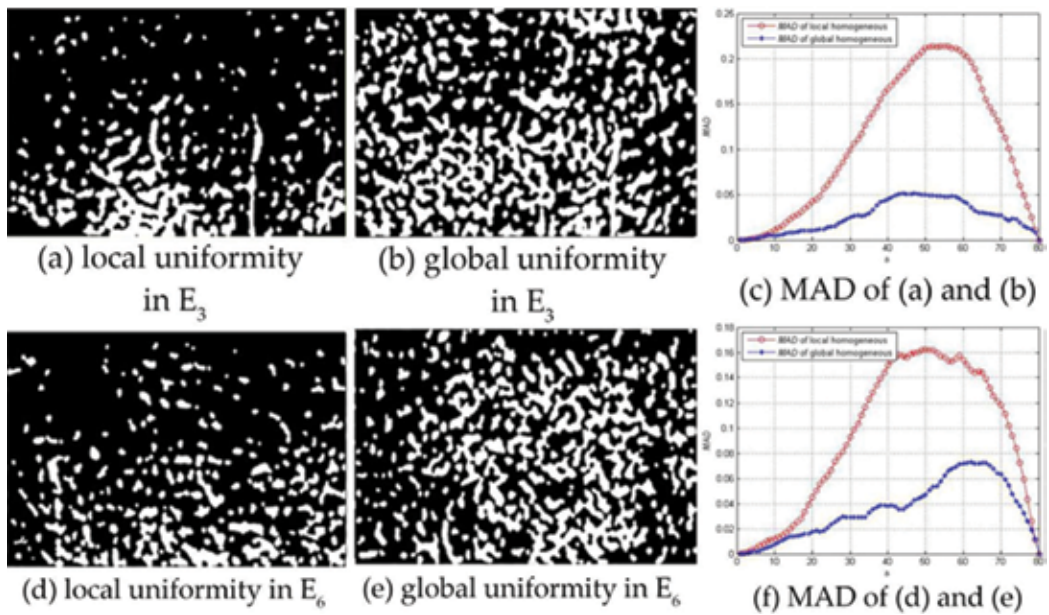 0.25
0.2
0.15
0.1
0.05
0
MAD
MAD of local homogeneous
MAD of global homogeneous
0 10 20 30 40 50 60 70 80
a
(a) local uniformity
in E3
(b) global uniformity
in E3
(c) MAD of (a) and (b)
0.18
0.16
0.14
0.12
0.1
0.08
0.06
0.04
0.02
0
MAD
MAD of local homogeneous
MAD of global homogeneous
0 10 20 30 40 50 60 70 80
a
(d) local uniformity in E6
(e) global uniformity in E6
(f) MAD of (d) and (e)